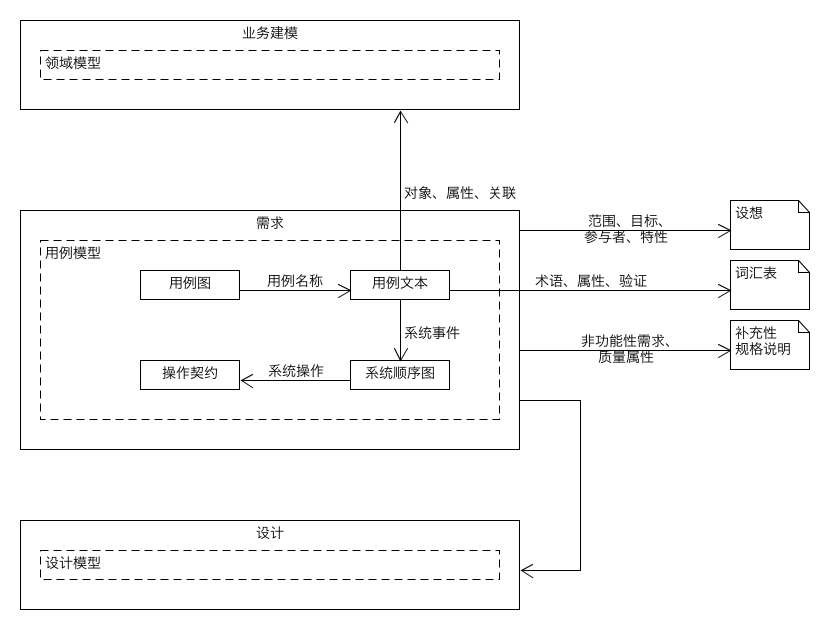 业务建模
领域模型
对象、属性、关联
需求
用例模型
用例图
用例名称
用例文本
系统事件
操作契约
系统操作
系统顺序图
范围、目标、
参与者、特性
设想
术语、属性、验证
词汇表
非功能性需求、
质量属性
补充性
规格说明
设计
设计模型